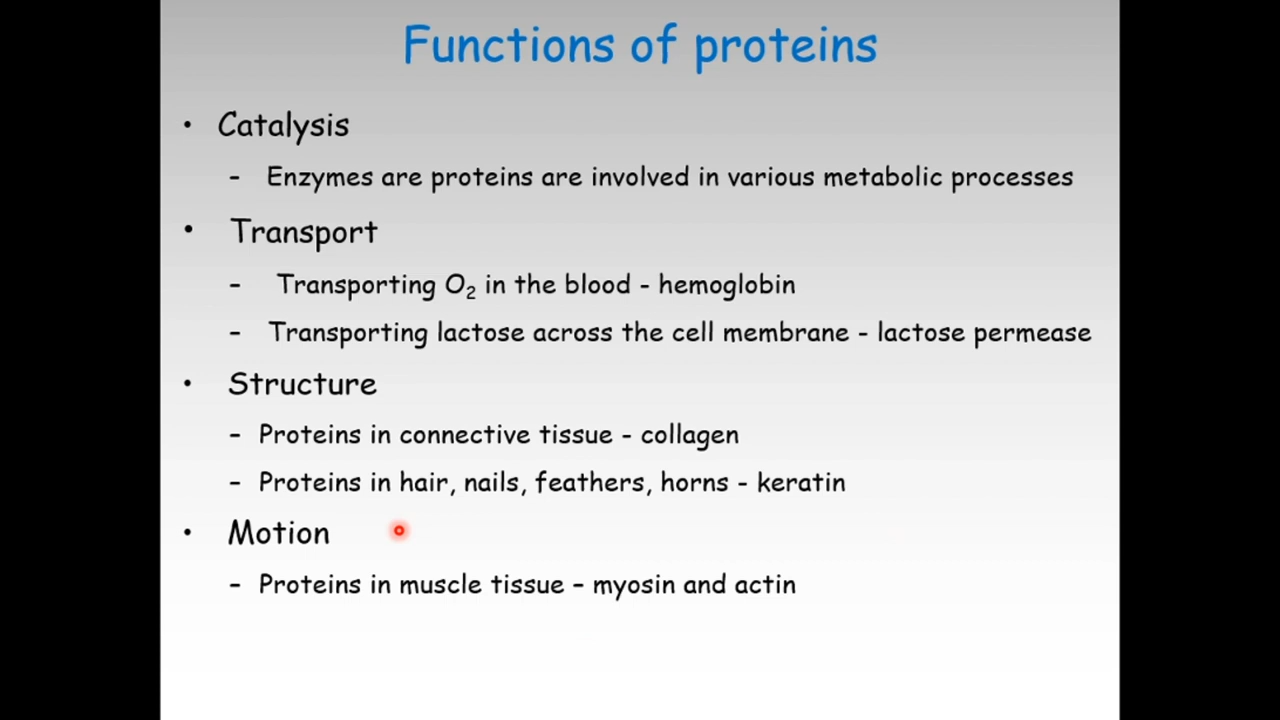 Functions of proteins
• Catalysis
– Enzymes are proteins are involved in various metabolic processes
• Transport
– Transporting O₂ in the blood - hemoglobin
– Transporting lactose across the cell membrane - lactose permease
• Structure
– Proteins in connective tissue - collagen
– Proteins in hair, nails, feathers, horns - keratin
• Motion
– Proteins in muscle tissue – myosin and actin